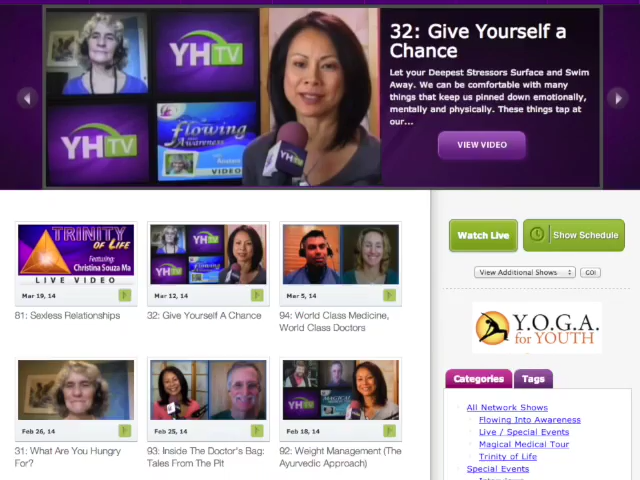 YHTV
32: Give Yourself a
Chance
Let your Deepest Stressors Surface and Swim
Away. We can be comfortable with many
things that keep us pinned down emotionally,
mentally and physically. These things tap at
our...
VIEW VIDEO
YHTV
flowing
Awareness
VIDEO
YHTV
Watch Live
Show Schedule
View Additional Shows
GO!
TRINITY
OF LIFE
Featuring:
Christina Souza Ma
LIVE VIDEO
YHTV
Mar 19, 14
Mar 12, 14
Mar 5, 14
81: Sexless Relationships
32: Give Yourself A Chance
94: World Class Medicine,
World Class Doctors
Y.O.G.A.
for YOUTH
Categories
Tags
Feb 26, 14
Feb 25, 14
Feb 18, 14
31: What Are You Hungry
For?
93: Inside The Doctor's Bag:
Tales From The Pit
92: Weight Management (The
Ayurvedic Approach)
All Network Shows
Flowing Into Awareness
Live / Special Events
Magical Medical Tour
Trinity of Life
Special Events